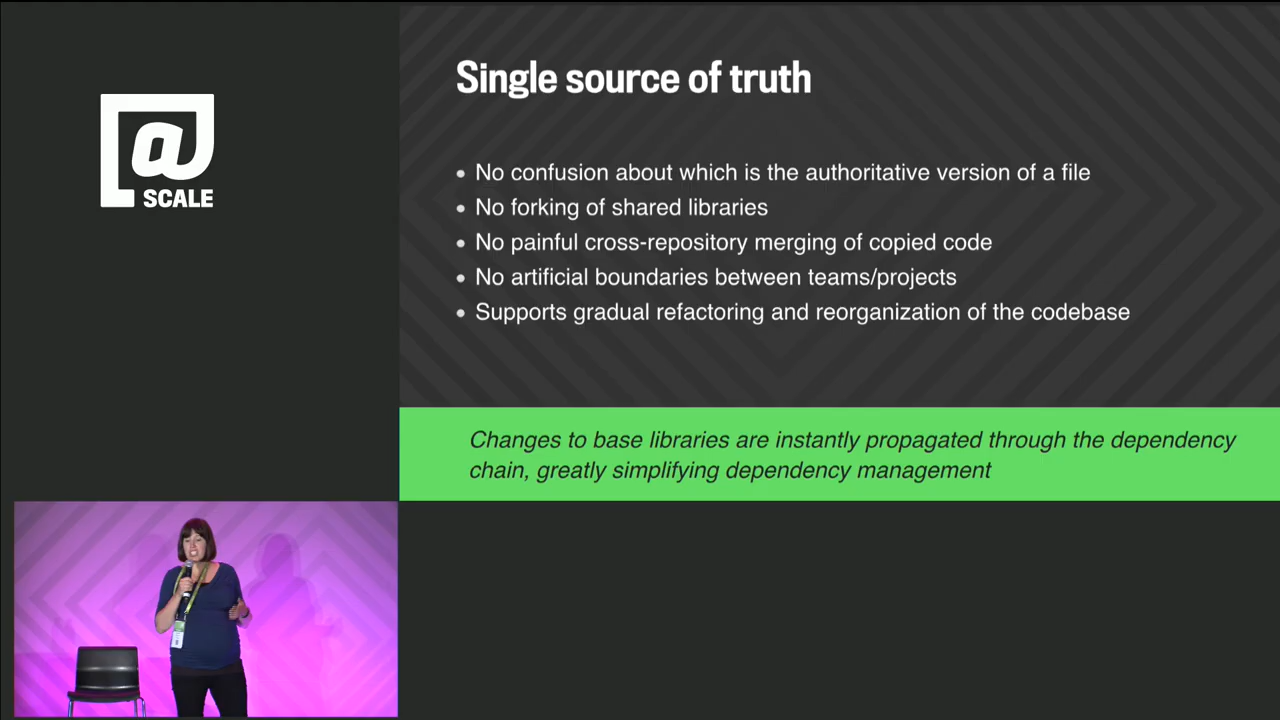 @
SCALE
Single source of truth
• No confusion about which is the authoritative version of a file
• No forking of shared libraries
• No painful cross-repository merging of copied code
• No artificial boundaries between teams/projects
• Supports gradual refactoring and reorganization of the codebase
Changes to base libraries are instantly propagated through the dependency
chain, greatly simplifying dependency management